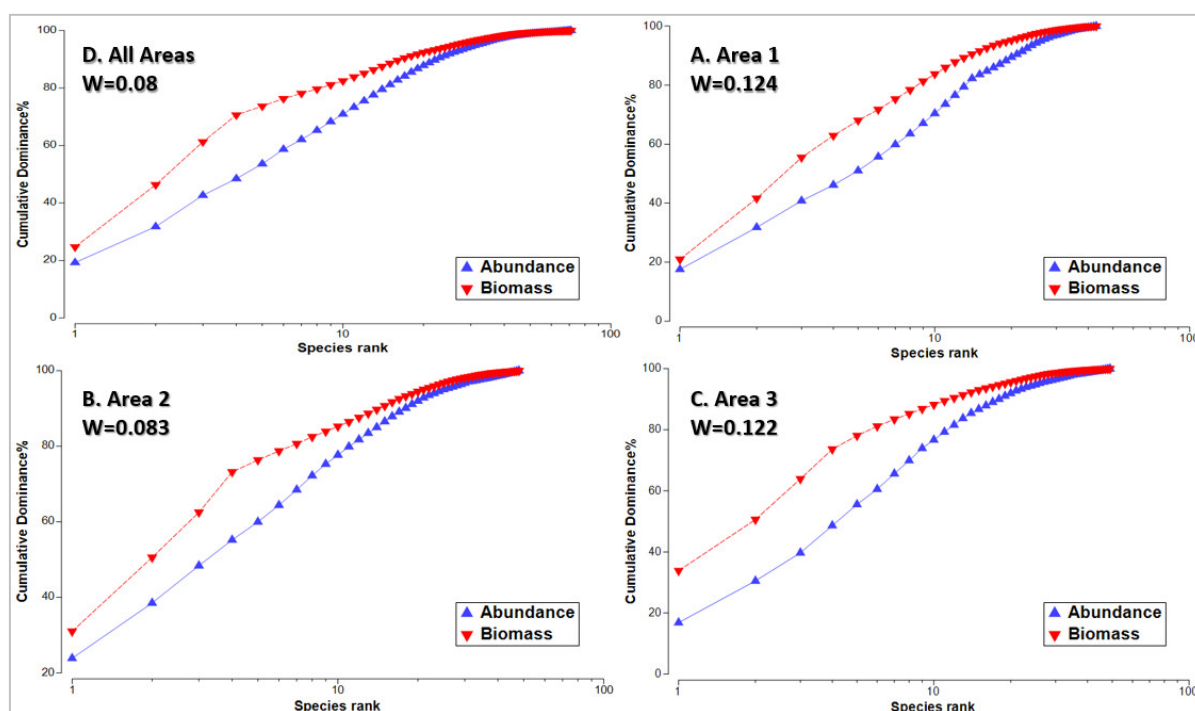 D. All Areas
W=0.08
Cumulative Dominance%
100
80
60
40
20
0
1
10
100
Species rank
Abundance
Biomass
A. Area 1
W=0.124
Cumulative Dominance%
100
80
60
40
20
0
1
10
100
Species rank
Abundance
Biomass
B. Area 2
W=0.083
Cumulative Dominance%
100
80
60
40
20
1
10
100
Species rank
Abundance
Biomass
C. Area 3
W=0.122
Cumulative Dominance%
100
80
60
40
20
0
1
10
100
Species rank
Abundance
Biomass